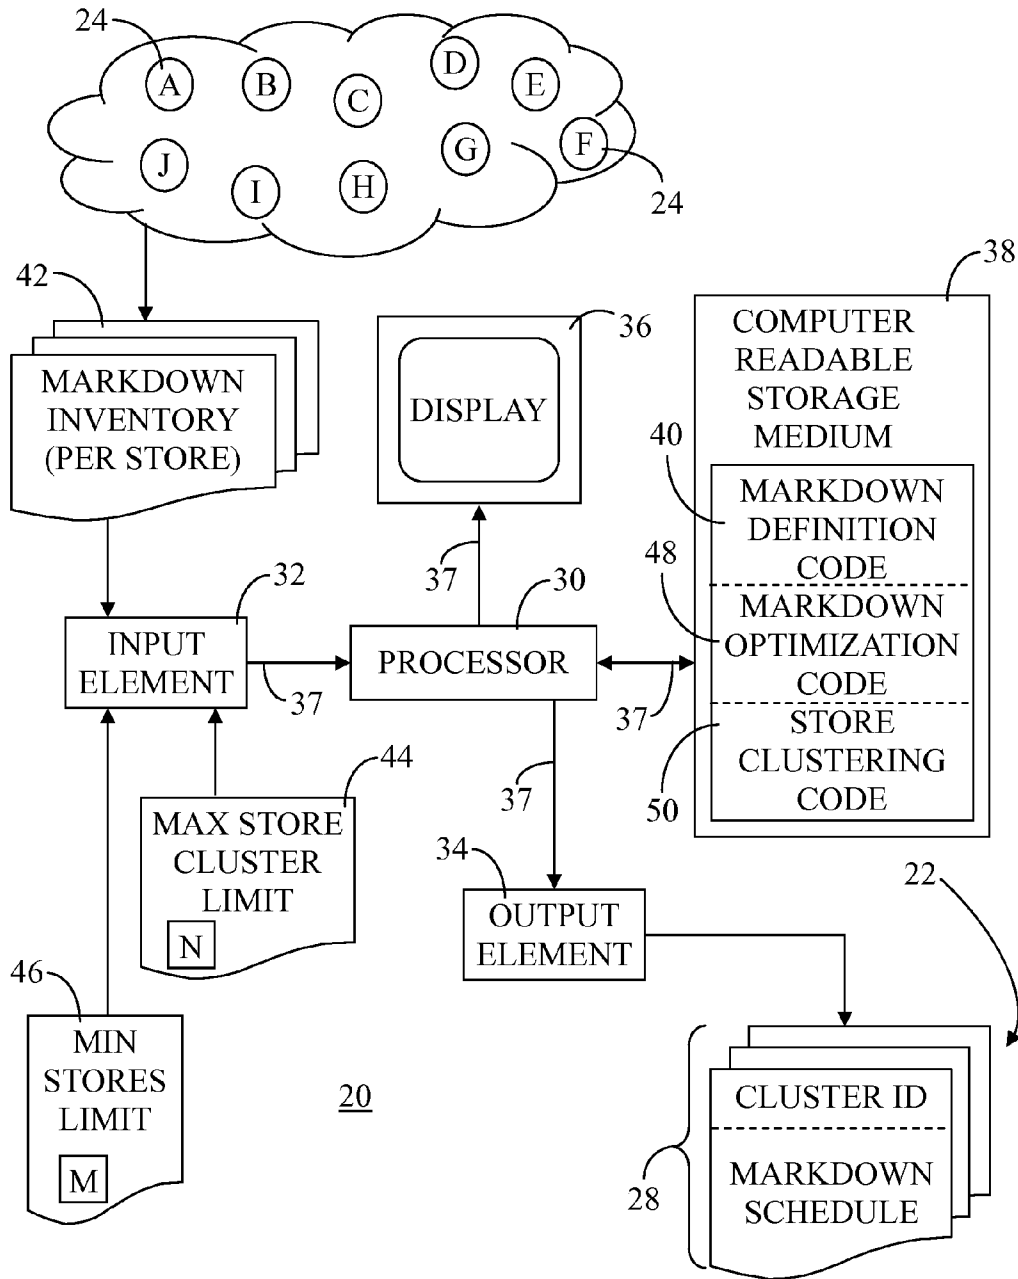 24
A
B
C
D
E
F
G
H
I
J
24
42
MARKDOWN
INVENTORY
(PER STORE)
36
DISPLAY
38
COMPUTER
READABLE
STORAGE
MEDIUM
40
MARKDOWN
DEFINITION
CODE
48
MARKDOWN
OPTIMIZATION
CODE
50
STORE
CLUSTERING
CODE
32
INPUT
ELEMENT
37
30
PROCESSOR
37
37
37
44
MAX STORE
CLUSTER
LIMIT
N
46
MIN
STORES
LIMIT
M
34
OUTPUT
ELEMENT
22
20
28
CLUSTER ID
MARKDOWN
SCHEDULE